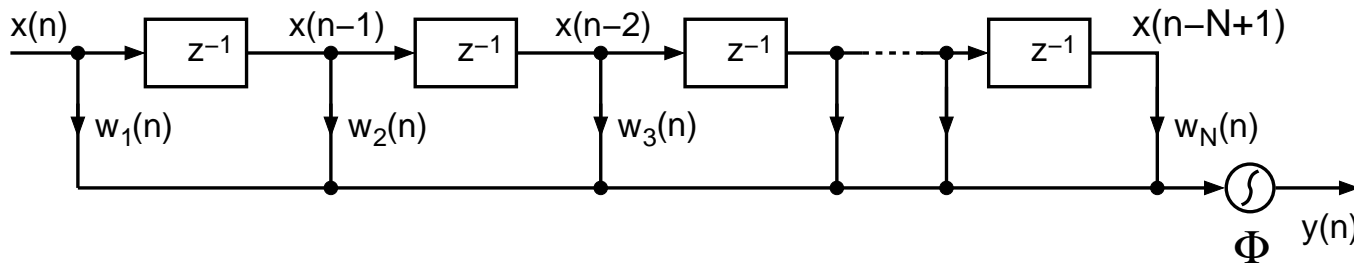 x(n) x(n−1) x(n−2) x(n−N+1)
z⁻¹ z⁻¹ z⁻¹ z⁻¹
w₁(n) w₂(n) w₃(n) w_N(n)
y(n)
Φ